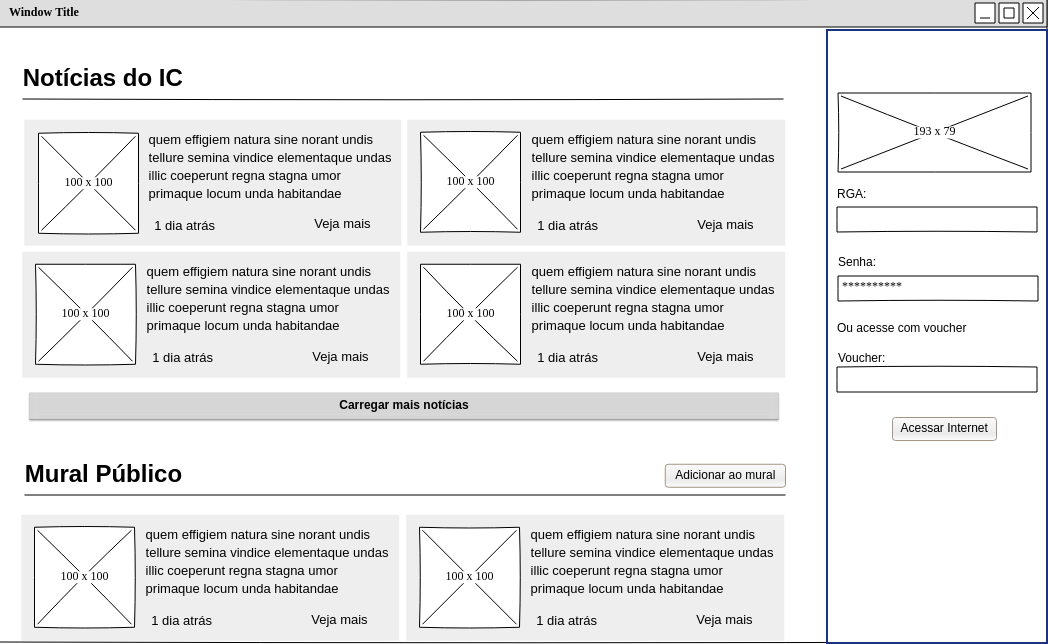 Window Title
Notícias do IC
100 x 100
quem effigiem natura sine norant undis
tellure semina vindice elementaque undas
illic coeperunt regna stagna umor
primaque locum unda habitandae
1 dia atrás
Veja mais
100 x 100
quem effigiem natura sine norant undis
tellure semina vindice elementaque undas
illic coeperunt regna stagna umor
primaque locum unda habitandae
1 dia atrás
Veja mais
100 x 100
quem effigiem natura sine norant undis
tellure semina vindice elementaque undas
illic coeperunt regna stagna umor
primaque locum unda habitandae
1 dia atrás
Veja mais
100 x 100
quem effigiem natura sine norant undis
tellure semina vindice elementaque undas
illic coeperunt regna stagna umor
primaque locum unda habitandae
1 dia atrás
Veja mais
Carregar mais notícias
Mural Público
Adicionar ao mural
100 x 100
quem effigiem natura sine norant undis
tellure semina vindice elementaque undas
illic coeperunt regna stagna umor
primaque locum unda habitandae
1 dia atrás
Veja mais
100 x 100
quem effigiem natura sine norant undis
tellure semina vindice elementaque undas
illic coeperunt regna stagna umor
primaque locum unda habitandae
1 dia atrás
Veja mais
193 x 79
RGA:
Senha:
**********
Ou acesse com voucher
Voucher:
Acessar Internet